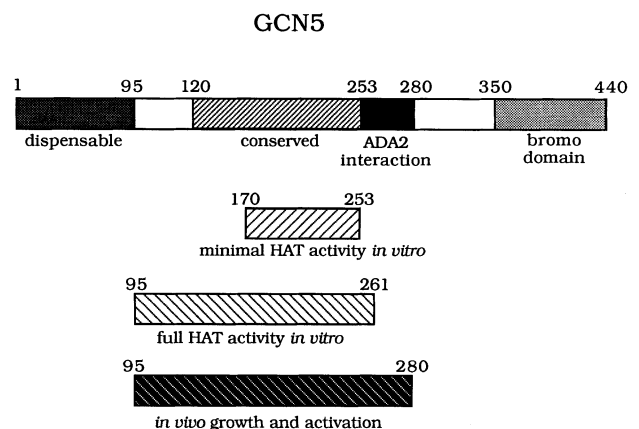 GCN5
1 95 120 253 280 350 440
dispensable conserved ADA2 bromo
interaction domain
170 253
minimal HAT activity in vitro
95 261
full HAT activity in vitro
95 280
in vivo growth and activation